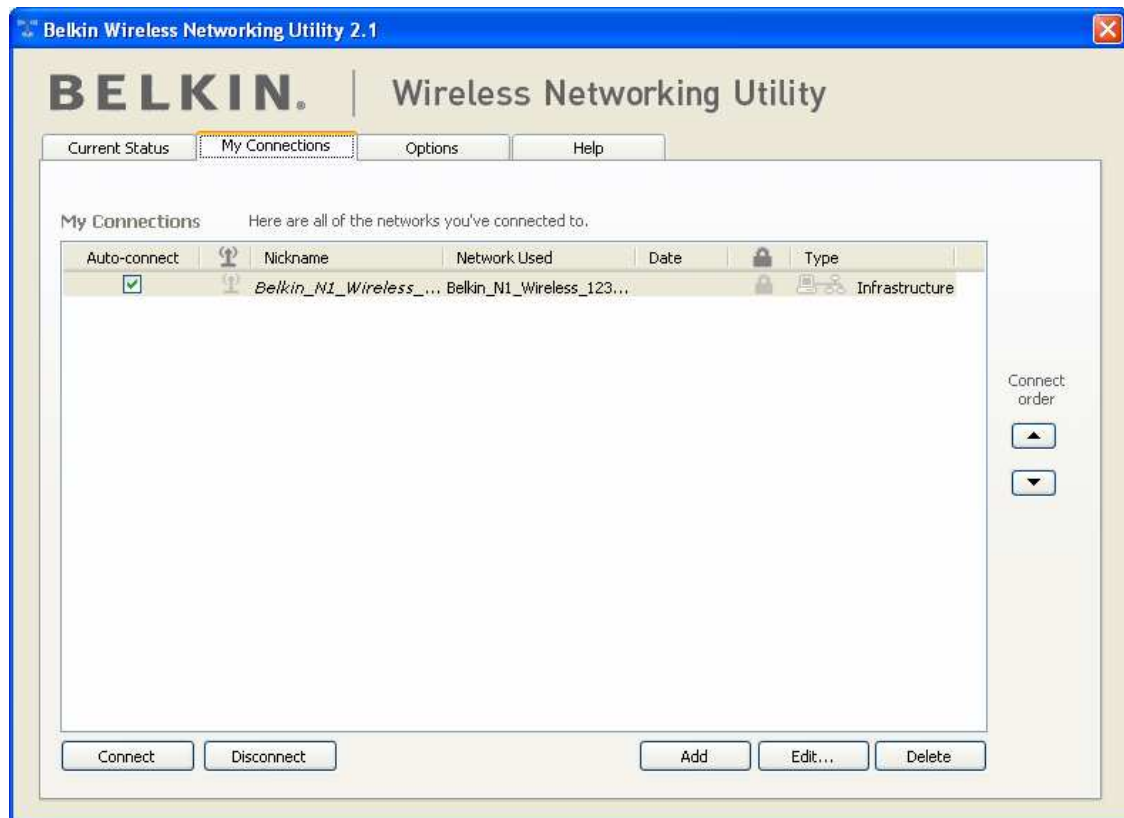 Belkin Wireless Networking Utility 2.1
BELKIN. | Wireless Networking Utility
Current Status My Connections Options Help
My Connections Here are all of the networks you've connected to.
Auto-connect Nickname Network Used Date Type
Belkin_N1_Wireless_... Belkin_N1_Wireless_123... Infrastructure
Connect
order
Connect Disconnect Add Edit... Delete